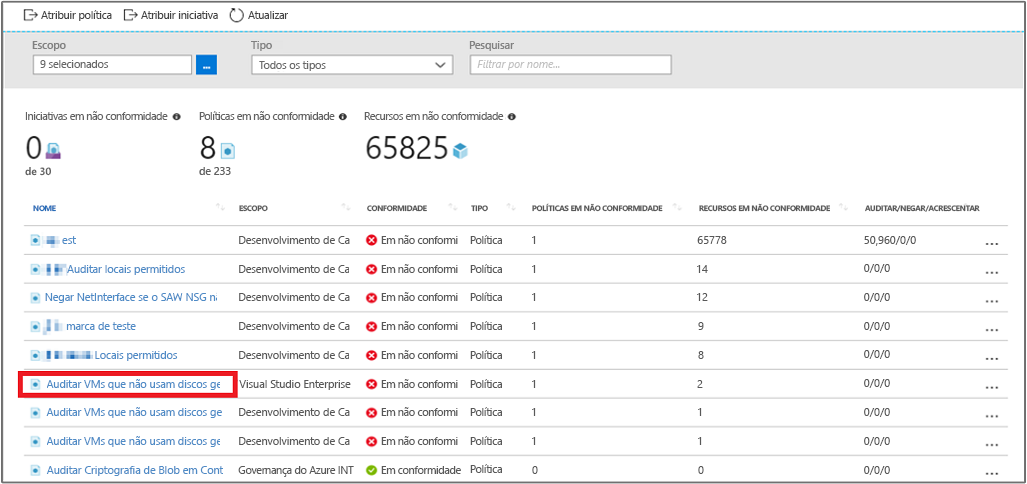 Atribuir política Atribuir iniciativa Atualizar
Escopo Tipo Pesquisar
9 selecionados ... Todos os tipos Filtrar por nome...
Iniciativas em não conformidade Políticas em não conformidade Recursos em não conformidade
0 8 65825
de 30 de 233
NOME ESCOPO CONFORMIDADE TIPO POLÍTICAS EM NÃO CONFORMIDADE RECURSOS EM NÃO CONFORMIDADE AUDITAR/NEGAR/ACRESCENTAR
est Desenvolvimento de Ca Em não conformi Política 1 65778 50,960/0/0 ...
Auditar locais permitidos Desenvolvimento de Ca Em não conformi Política 1 14 0/0/0 ...
Negar NetInterface se o SAW NSG na Desenvolvimento de Ca Em não conformi Política 1 12 0/0/0 ...
marca de teste Desenvolvimento de Ca Em não conformi Política 1 9 0/0/0 ...
Locais permitidos Desenvolvimento de Ca Em não conformi Política 1 8 0/0/0 ...
Auditar VMs que não usam discos ge Visual Studio Enterprise Em não conformi Política 1 2 0/0/0 ...
Auditar VMs que não usam discos ge Desenvolvimento de Ca Em não conformi Política 1 1 0/0/0 ...
Auditar VMs que não usam discos ge Desenvolvimento de Ca Em não conformi Política 1 1 0/0/0 ...
Auditar Criptografia de Blob em Cont Governança do Azure INT Em conformidade Política 0 0 0/0/0 ...